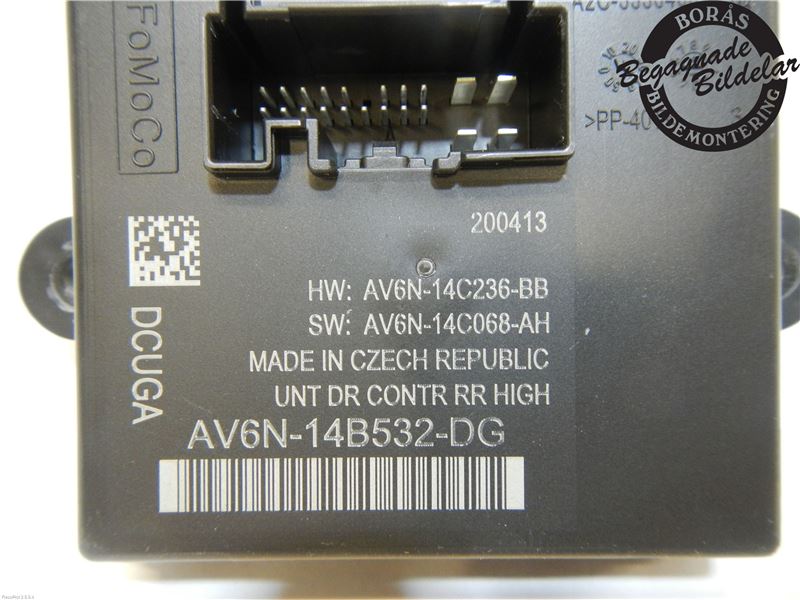 FoMoCo
BORÅS
Begagnade
Bildelar
BILDEMONTERING
>PP-40
200413
HW: AV6N-14C236-BB
SW: AV6N-14C068-AH
MADE IN CZECH REPUBLIC
UNT DR CONTR RR HIGH
AV6N-14B532-DG
DCUGA